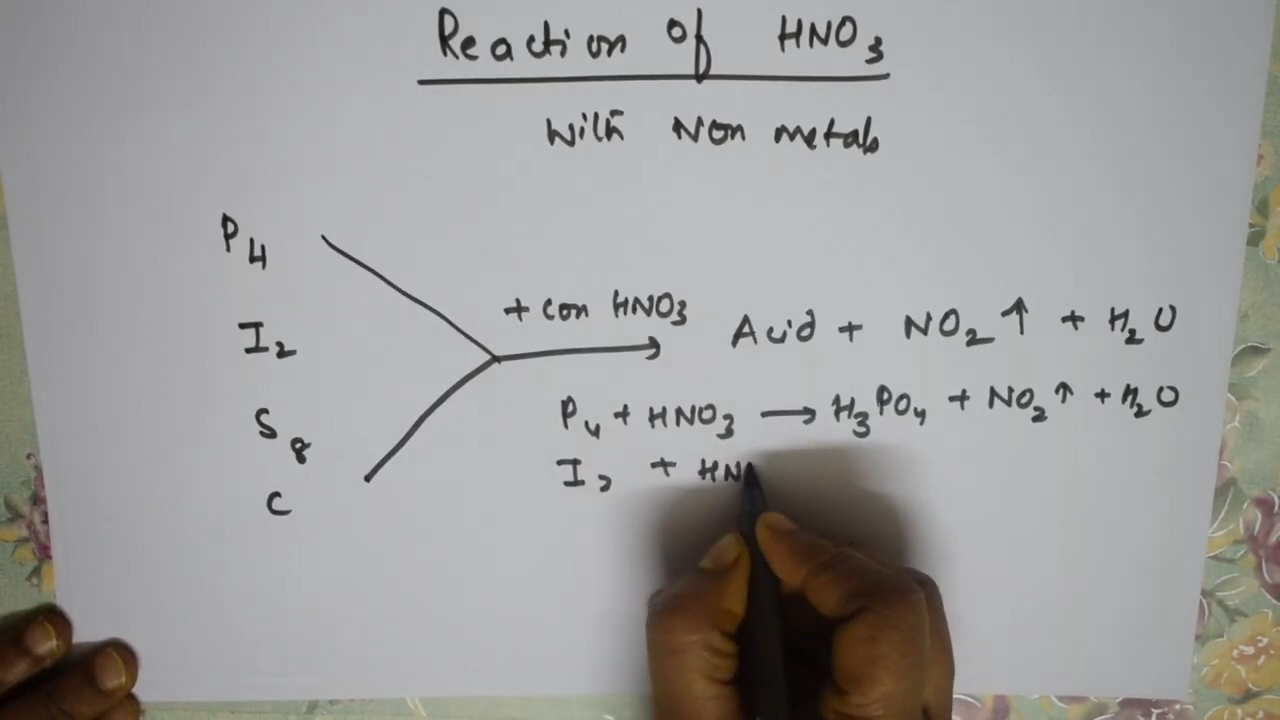 Reaction of HNO₃
with Non metals
P₄
I₂
S₈
C
+ con HNO₃ → Acid + NO₂ ↑ + H₂O
P₄ + HNO₃ → H₃PO₄ + NO₂ ↑ + H₂O
I₂ + HN